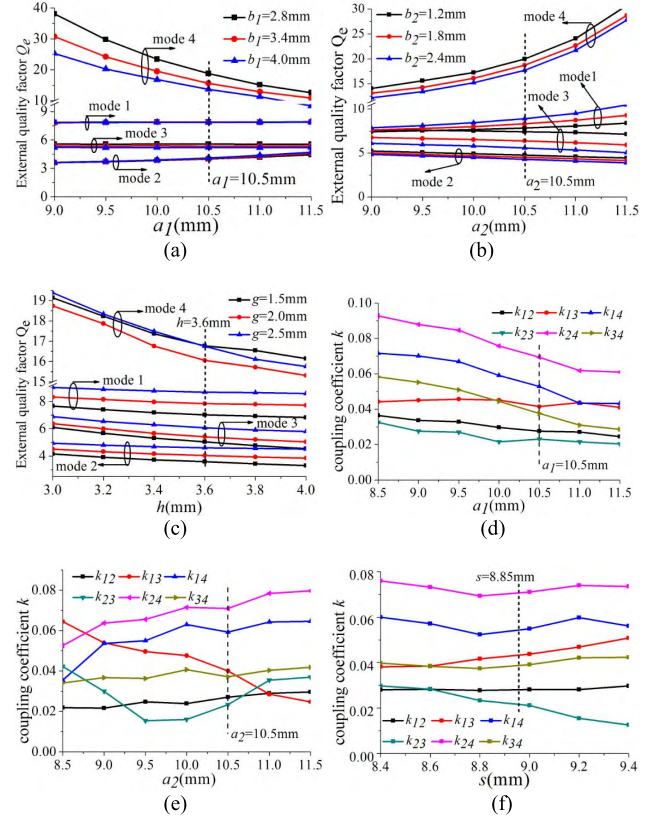 External quality factor Qe
40
30
20
10
8
5
3
b1=2.8mm
b1=3.4mm
b1=4.0mm
mode 4
mode 1
mode 3
mode 2
a1=10.5mm
9.0 9.5 10.0 10.5 11.0 11.5
a1(mm)
(a)
External quality factor Qe
30
20
10
5
0
b2=1.2mm
b2=1.8mm
b2=2.4mm
mode 4
mode1
mode 3
mode 2
a2=10.5mm
9.0 9.5 10.0 10.5 11.0 11.5
a2(mm)
(b)
External quality factor Qe
19
18
17
16
15
8
6
4
g=1.5mm
g=2.0mm
g=2.5mm
mode 4
h=3.6mm
mode 1
mode 3
mode 2
3.0 3.2 3.4 3.6 3.8 4.0
h(mm)
(c)
coupling coefficient k
0.10
0.08
0.06
0.04
0.02
0.00
k12 k13 k14
k23 k24 k34
a1=10.5mm
8.5 9.0 9.5 10.0 10.5 11.0 11.5
a1(mm)
(d)
coupling coefficient k
0.08
0.06
0.04
0.02
0.00
k12 k13 k14
k23 k24 k34
a2=10.5mm
8.5 9.0 9.5 10.0 10.5 11.0 11.5
a2(mm)
(e)
coupling coefficient k
0.08
0.06
0.04
0.02
0.00
s=8.85mm
k12 k13 k14
k23 k24 k34
8.4 8.6 8.8 9.0 9.2 9.4
s(mm)
(f)